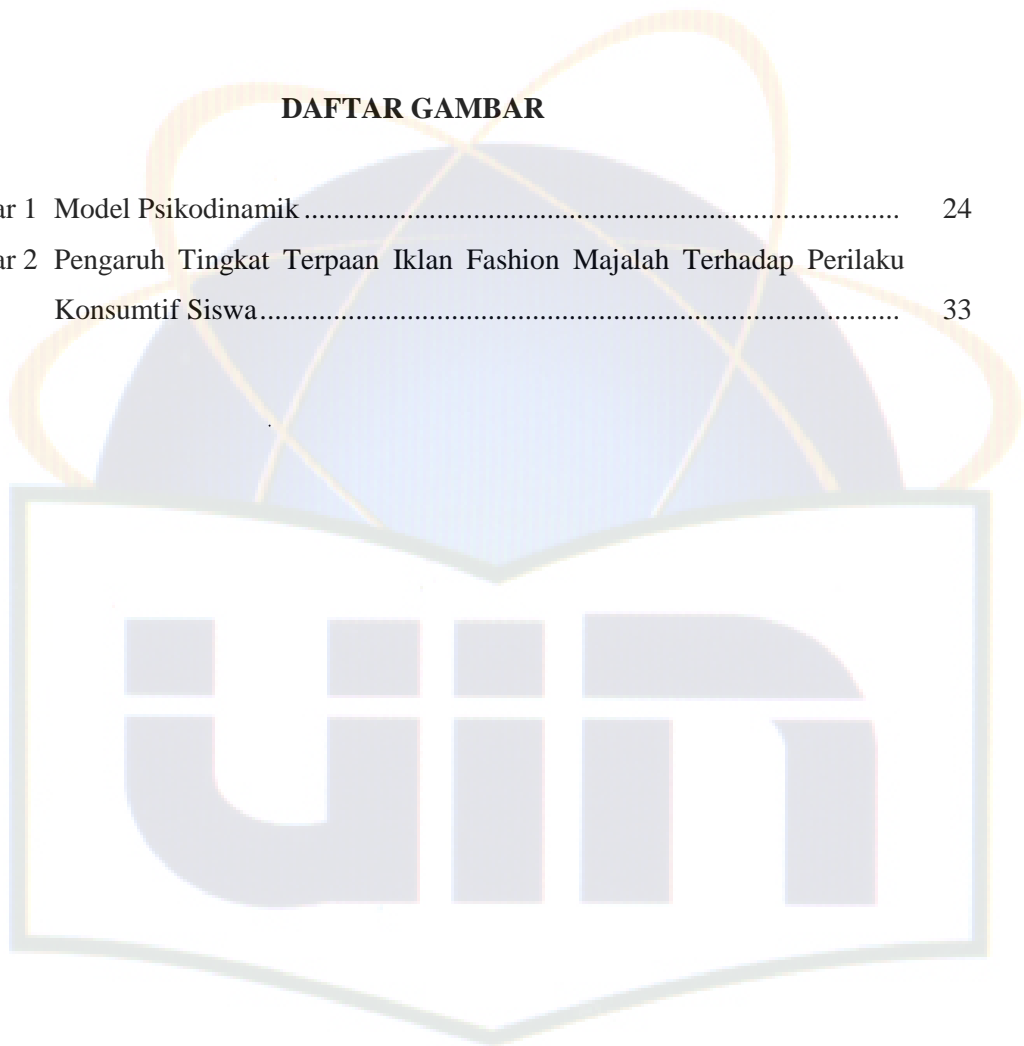 DAFTAR GAMBAR
ar 1 Model Psikodinamik ................................................................................. 24
ar 2 Pengaruh Tingkat Terpaan Iklan Fashion Majalah Terhadap Perilaku
Konsumtif Siswa ....................................................................................... 33
uin